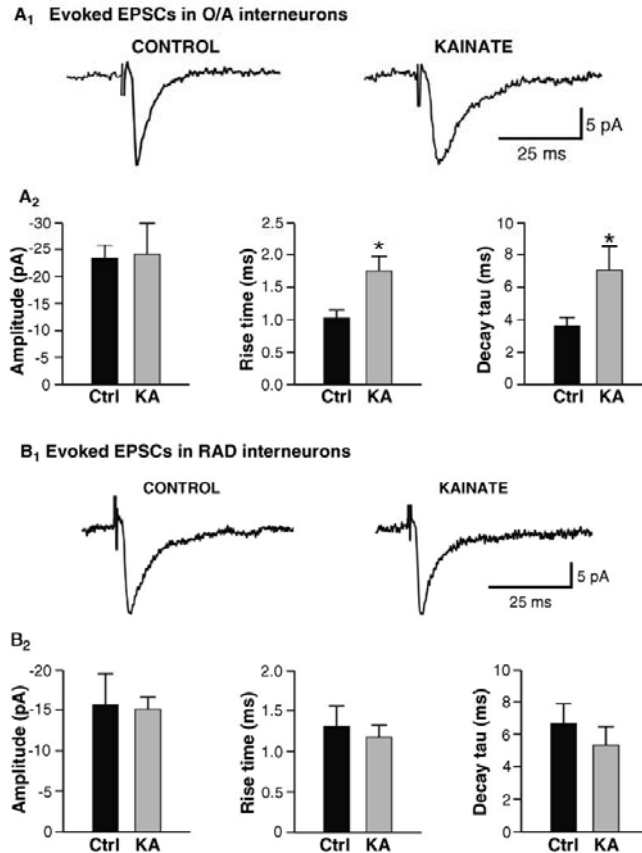 A1 Evoked EPSCs in O/A interneurons
CONTROL
KAINATE
5 pA
25 ms
A2
Amplitude (pA)
-30
-25
-20
-15
-10
-5
0
Ctrl KA
Rise time (ms)
2.5
2.0
1.5
1.0
0.5
0.0
*
Ctrl KA
Decay tau (ms)
10
8
6
4
2
0
*
Ctrl KA
B1 Evoked EPSCs in RAD interneurons
CONTROL
KAINATE
5 pA
25 ms
B2
Amplitude (pA)
-20
-15
-10
-5
0
Ctrl KA
Rise time (ms)
2.0
1.5
1.0
0.5
0.0
Ctrl KA
Decay tau (ms)
10
8
6
4
2
0
Ctrl KA